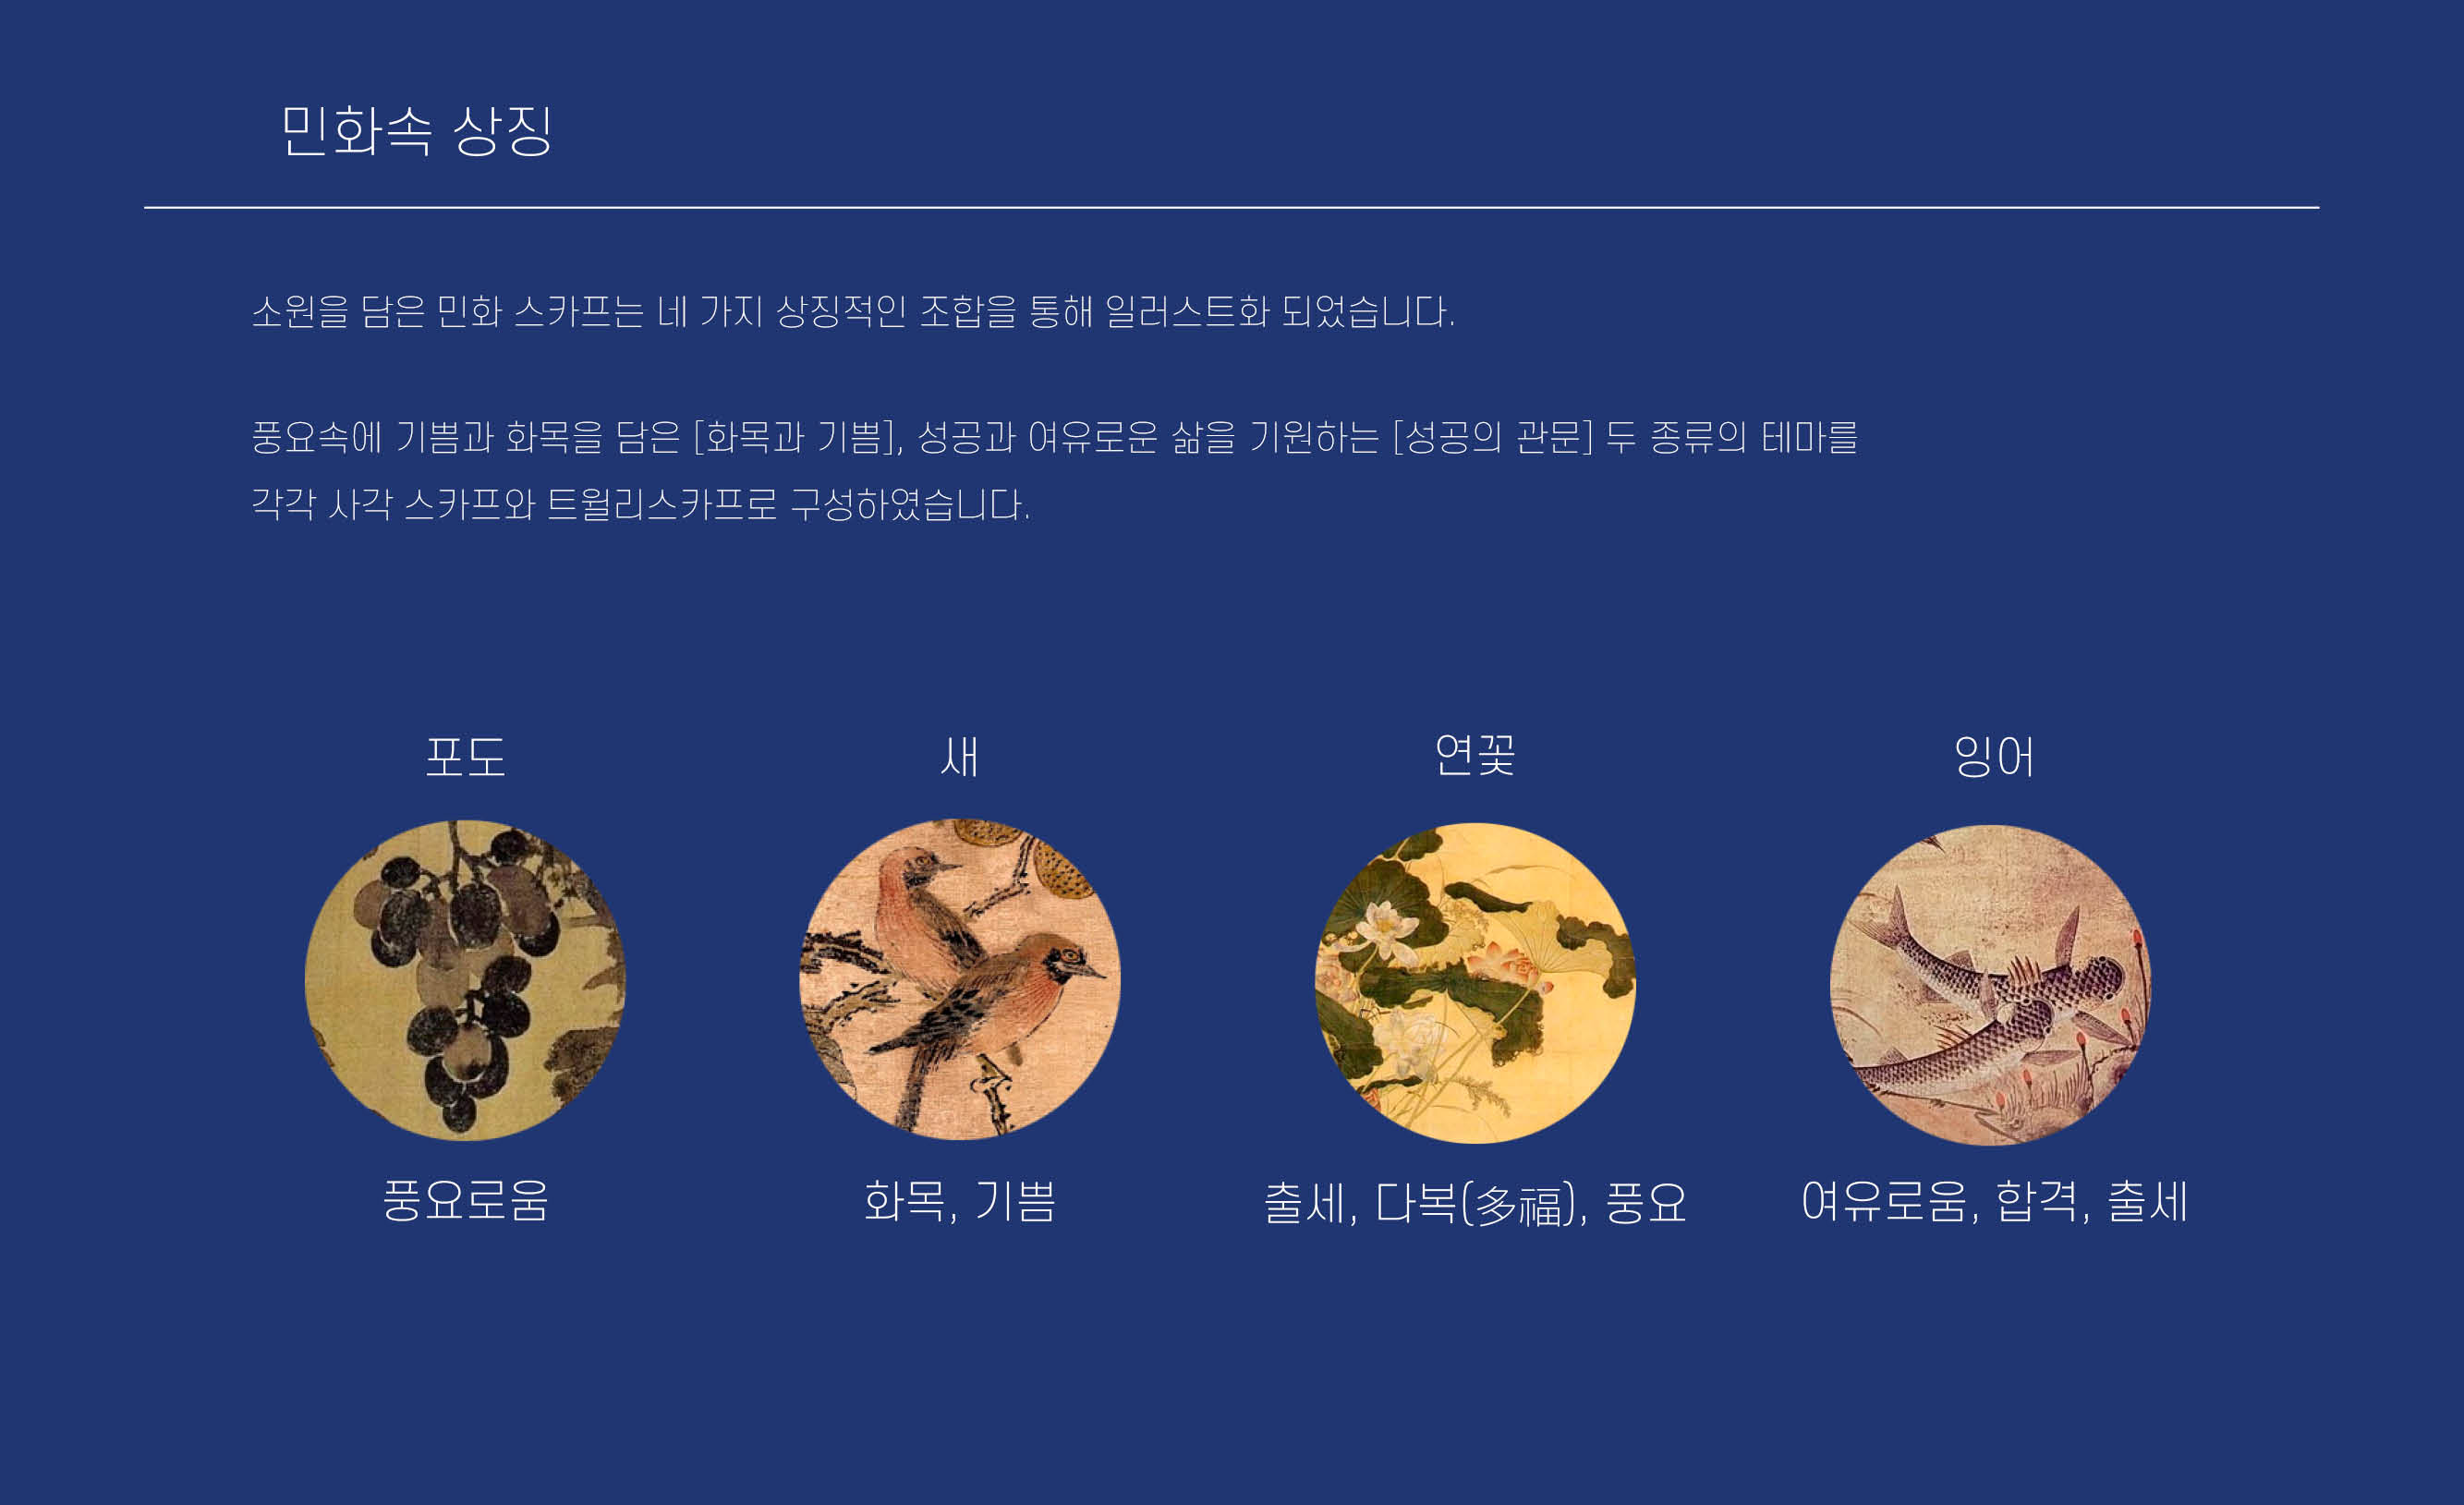 민화속 상징
소원을 담은 민화 스카프는 네 가지 상징적인 조합을 통해 일러스트화 되었습니다.
풍요속에 기쁨과 화목을 담은 [화목과 기쁨], 성공과 여유로운 삶을 기원하는 [성공의 관문] 두 종류의 테마를
각각 사각 스카프와 트윌리스카프로 구성하였습니다.
포도
새
연꽃
잉어
풍요로움
화목, 기쁨
출세, 다복(多福), 풍요
여유로움, 합격, 출세